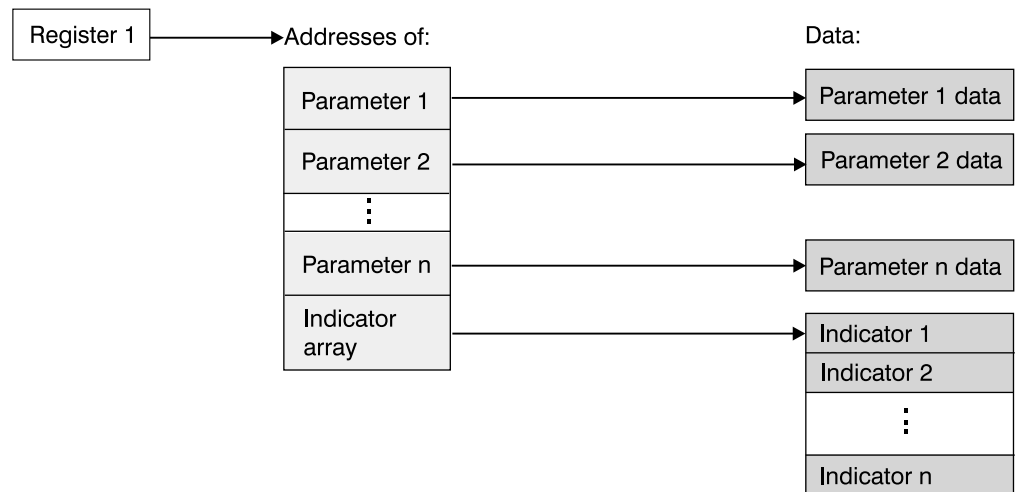 Register 1
Addresses of:
Data:
Parameter 1
Parameter 1 data
Parameter 2
Parameter 2 data
Parameter n
Parameter n data
Indicator
array
Indicator 1
Indicator 2
Indicator n